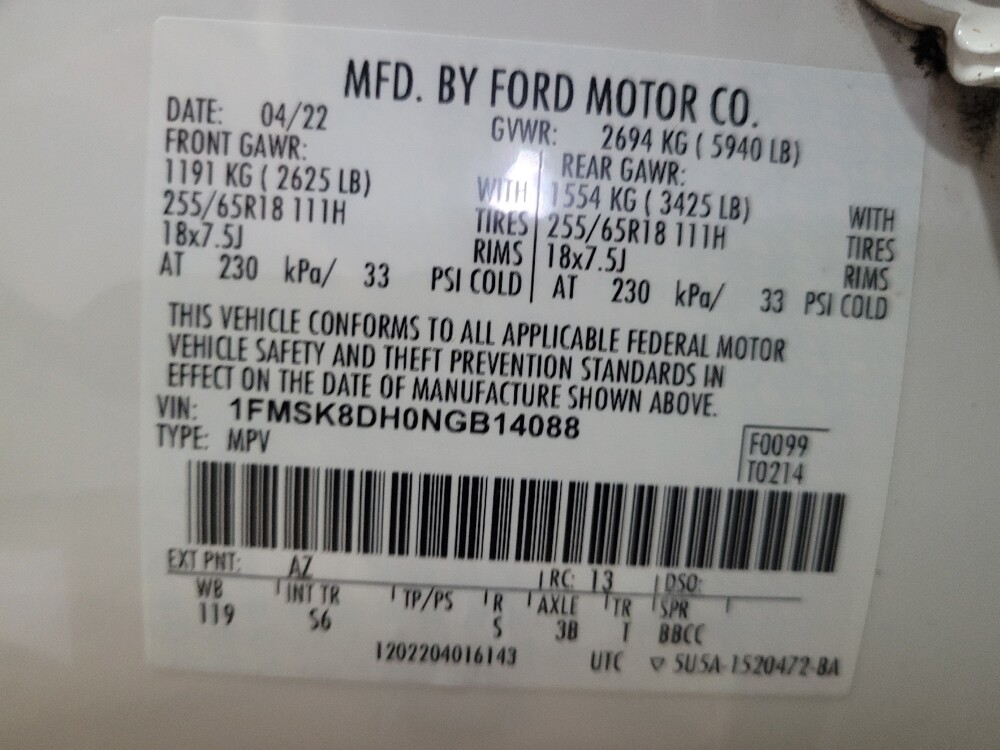 MFD. BY FORD MOTOR CO.
DATE: 04/22 GVWR: 2694 KG ( 5940 LB)
FRONT GAWR: REAR GAWR:
1191 KG ( 2625 LB) WITH 1554 KG ( 3425 LB) WITH
255/65R18 111H TIRES 255/65R18 111H TIRES
18x7.5J RIMS 18x7.5J RIMS
AT 230 kPa/ 33 PSI COLD AT 230 kPa/ 33 PSI COLD
THIS VEHICLE CONFORMS TO ALL APPLICABLE FEDERAL MOTOR
VEHICLE SAFETY AND THEFT PREVENTION STANDARDS IN
EFFECT ON THE DATE OF MANUFACTURE SHOWN ABOVE.
VIN: 1FMSK8DH0NGB14088
TYPE: MPV
F0099
T0214
EXT PNT: AZ RC: 13 DSO:
WB INT TR TP/PS R AXLE TR SPR
119 S6 S 3B T BBCC
1202204016143 UTC ▽ 5U5A-1520472-BA